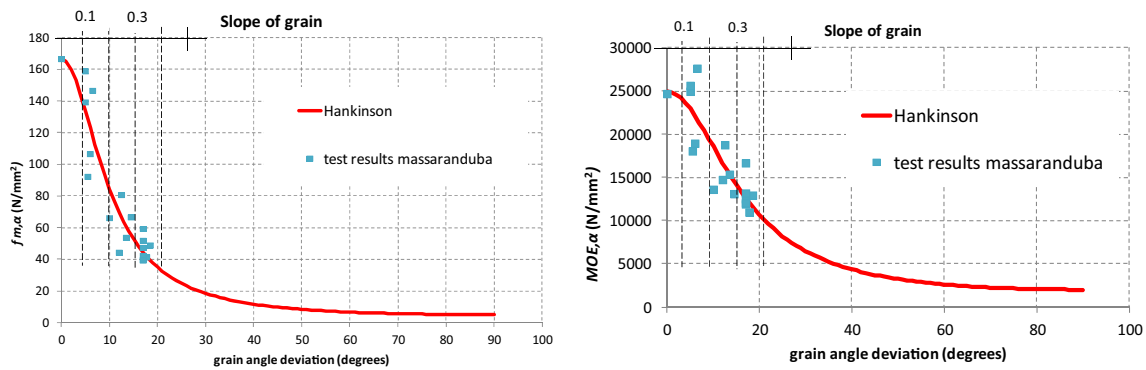 0.1 0.3
Slope of grain
180
160
140
120
100
80
60
40
20
0
0 10 20 30 40 50 60 70 80 90 100
fm,α (N/mm²)
grain angle deviation (degrees)
Hankinson
test results massaranduba
0.1 0.3
Slope of grain
30000
25000
20000
15000
10000
5000
0
0 20 40 60 80 100
MOE,α (N/mm²)
grain angle deviation (degrees)
Hankinson
test results massaranduba